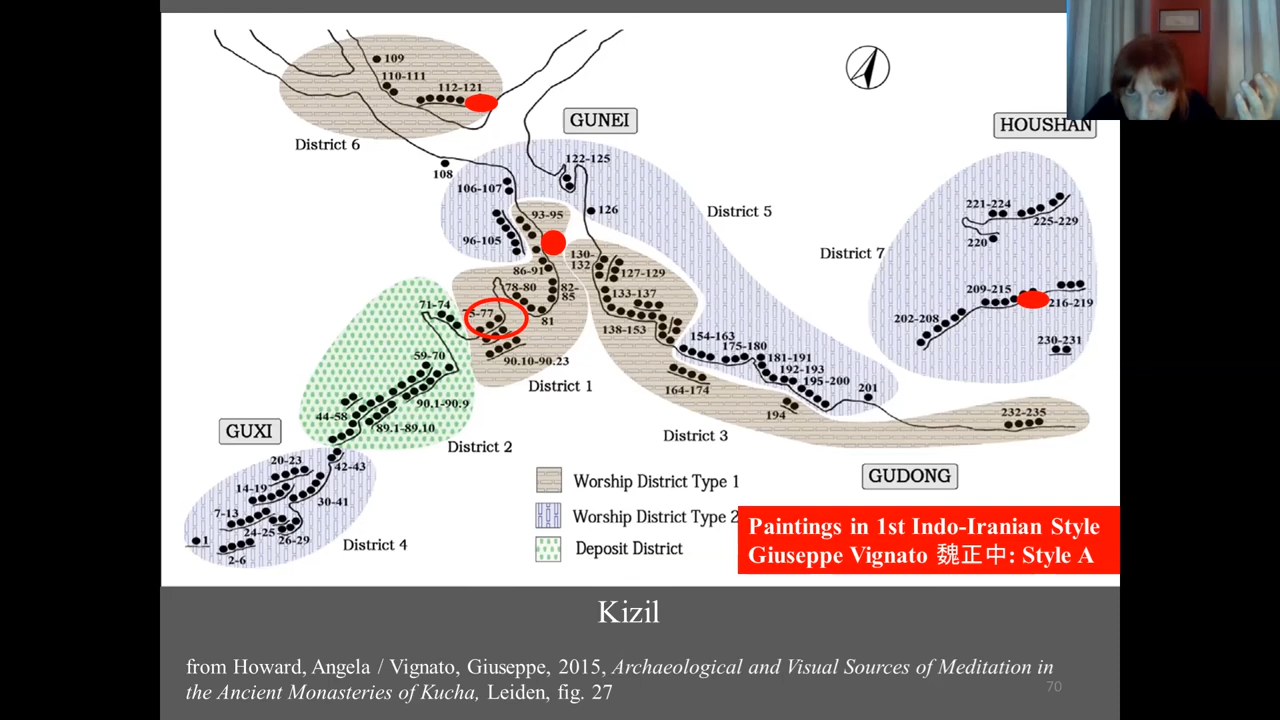 109
110-111
112-121
GUNEI
HOUSHAN
District 6
122-125
108
106-107
221-224
93-95
126
District 5
225-229
96-105
220
District 7
130-
132
86-91
127-129
78-80
82-
85
209-215
216-219
133-137
71-74
75-77
81
202-208
138-153
154-163
230-231
59-70
90.10-90.23
175-180
181-191
192-193
District 1
164-174
195-200
201
90.1-90.9
44-58
194
232-235
89.1-89.10
GUXI
District 3
District 2
20-23
42-43
GUDONG
14-19
30-41
Worship District Type 1
7-13
Worship District Type 2
Paintings in 1st Indo-Iranian Style
24-25
26-29
1
District 4
Deposit District
Giuseppe Vignato 魏正中: Style A
2-6
Kizil
from Howard, Angela / Vignato, Giuseppe, 2015, Archaeological and Visual Sources of Meditation in
the Ancient Monasteries of Kucha, Leiden, fig. 27
70